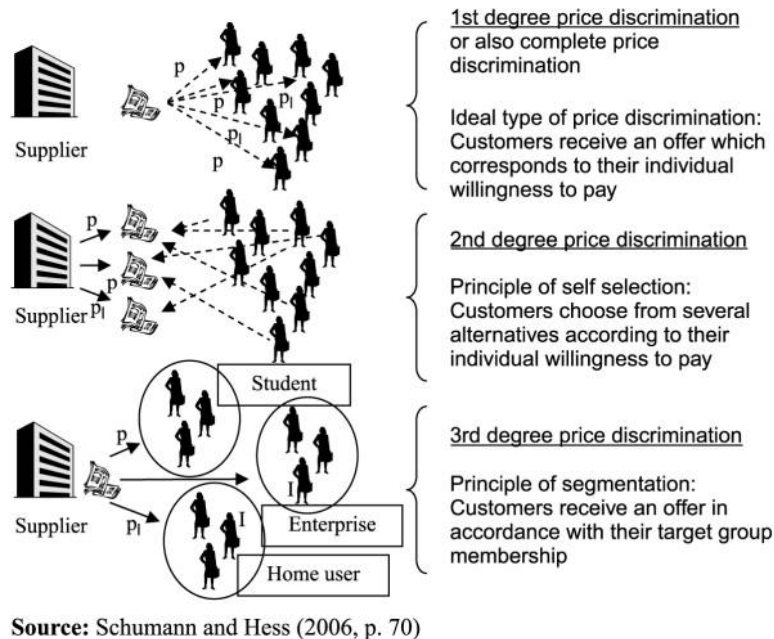 1st degree price discrimination
or also complete price
discrimination
Ideal type of price discrimination:
Customers receive an offer which
corresponds to their individual
willingness to pay
p
p
p|
p|
p
Supplier
2nd degree price discrimination
Principle of self selection:
Customers choose from several
alternatives according to their
individual willingness to pay
p
p
p|
Supplier
Student
3rd degree price discrimination
Principle of segmentation:
Customers receive an offer in
accordance with their target group
membership
p
I
p|
I
Supplier
Enterprise
Home user
Source: Schumann and Hess (2006, p. 70)